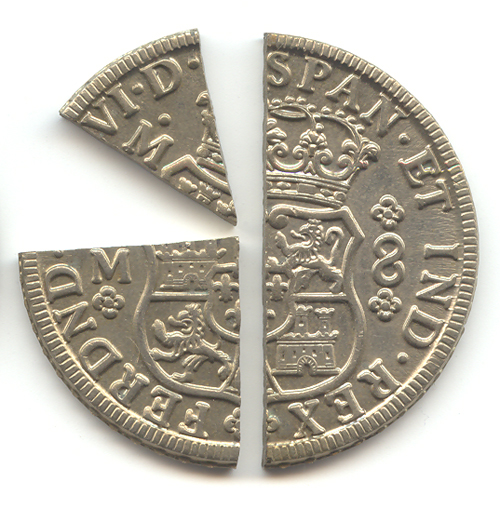 FERDND·
VI·D·
SPAN·ET IND·REX
M
M
8